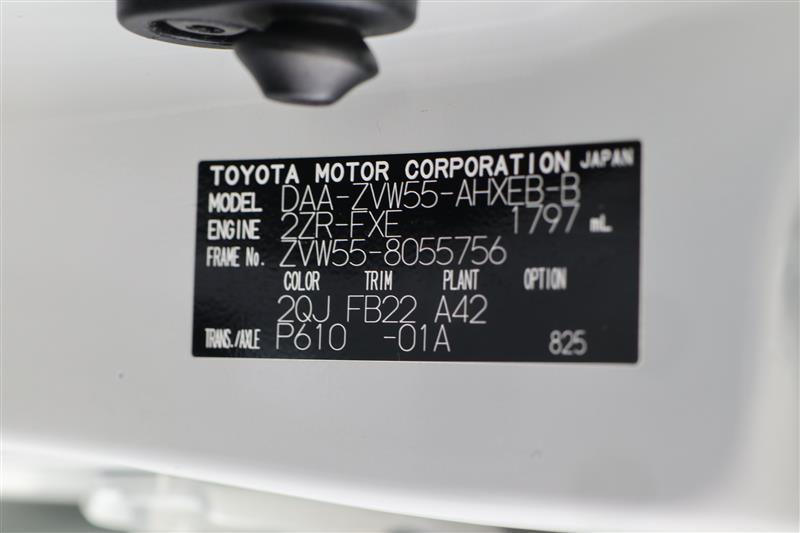 TOYOTA MOTOR CORPORATION JAPAN
MODEL DAA-ZVW55-AHXEB-B
ENGINE 2ZR-FXE 1797 mL
FRAME No. ZVW55-8055756
COLOR TRIM PLANT OPTION
2QJ FB22 A42
TRANS./AXLE P610 -01A 825